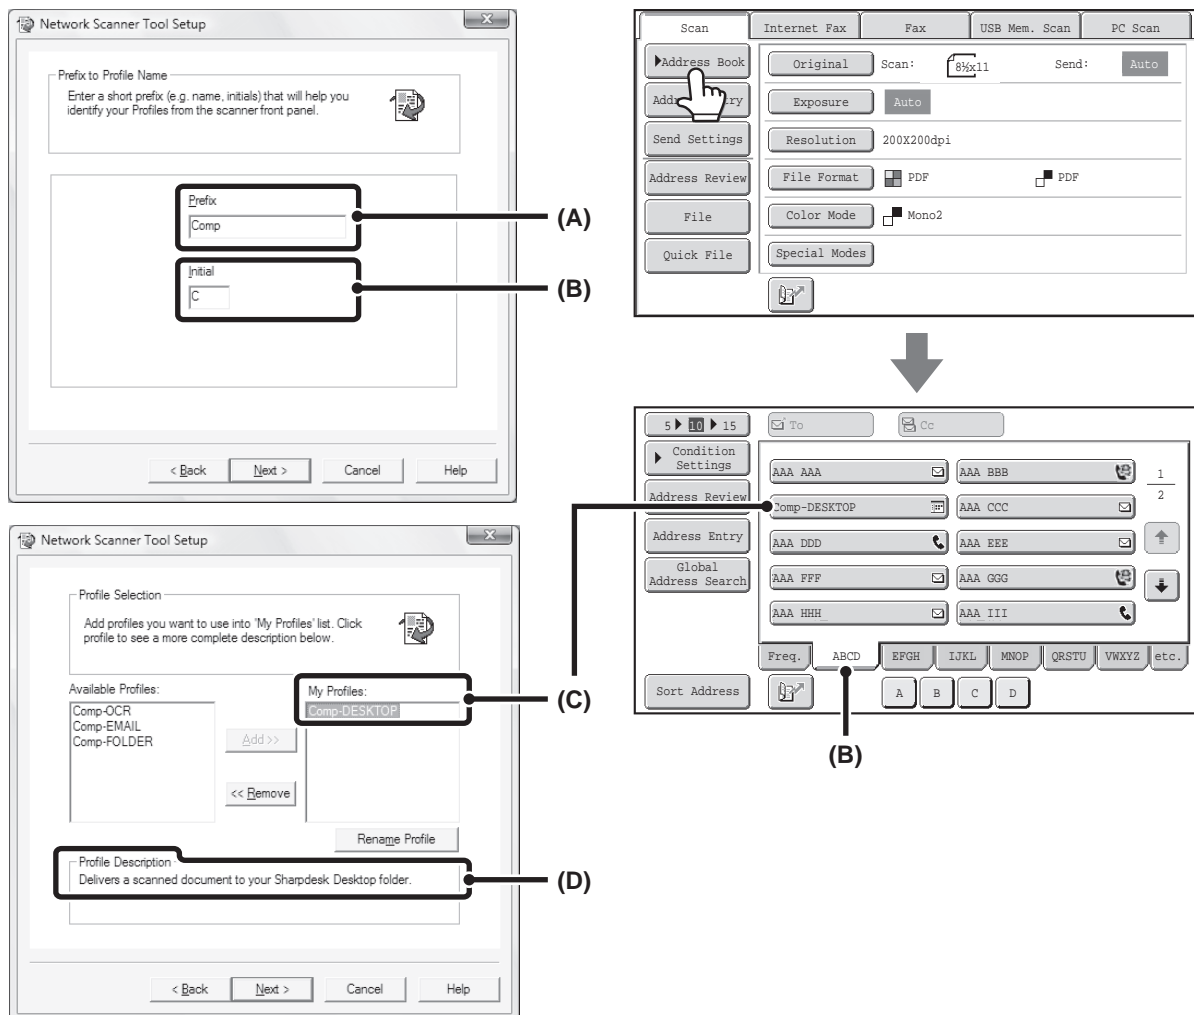 Network Scanner Tool Setup
X
Prefix to Profile Name
Enter a short prefix (e.g. name, initials) that will help you
identify your Profiles from the scanner front panel.
Prefix
Comp
(A)
Initial
C
(B)
< Back Next > Cancel Help
Network Scanner Tool Setup
X
Profile Selection
Add profiles you want to use into 'My Profiles' list. Click
profile to see a more complete description below.
Available Profiles: My Profiles:
Comp-OCR
Comp-EMAIL
Comp-FOLDER
Comp-DESKTOP
(C)
Add >>
<< Remove
Rename Profile
Profile Description
Delivers a scanned document to your Sharpdesk Desktop folder.
(D)
< Back Next > Cancel Help
Scan Internet Fax Fax USB Mem. Scan PC Scan
Address Book Original Scan: 8½x11 Send: Auto
Exposure Auto
Send Settings Resolution 200X200dpi
Address Review File Format PDF PDF
File Color Mode Mono2
Quick File Special Modes
5 10 15 To Cc
Condition
Settings
AAA AAA AAA BBB 1
2
Address Review Comp-DESKTOP AAA CCC
Address Entry AAA DDD AAA EEE
Global
Address Search
AAA FFF AAA GGG
AAA HHH AAA III
Freq. ABCD EFGH IJKL MNOP QRSTU VWXYZ etc.
Sort Address A B C D
(B)